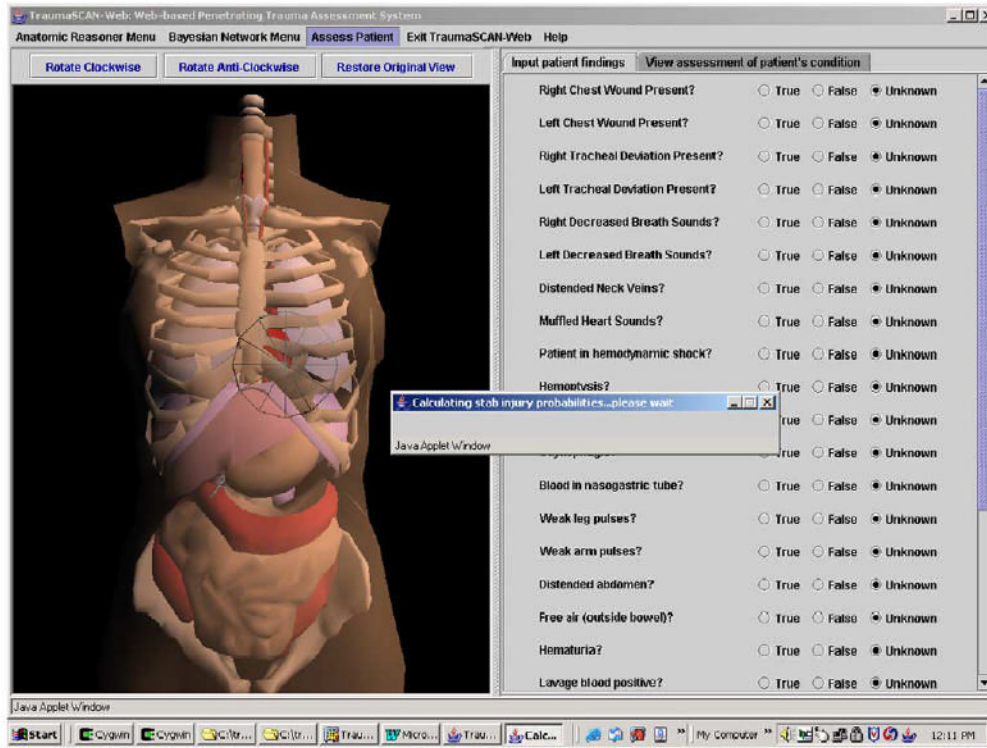 TraumaSCAN-Web: Web-based Penetrating Trauma Assessment System
Anatomic Reasoner Menu Bayesian Network Menu Assess Patient Exit TraumaSCAN-Web Help
Rotate Clockwise Rotate Anti-Clockwise Restore Original View
Input patient findings View assessment of patient's condition
Right Chest Wound Present? True False Unknown
Left Chest Wound Present? True False Unknown
Right Tracheal Deviation Present? True False Unknown
Left Tracheal Deviation Present? True False Unknown
Right Decreased Breath Sounds? True False Unknown
Left Decreased Breath Sounds? True False Unknown
Distended Neck Veins? True False Unknown
Muffled Heart Sounds? True False Unknown
Patient in hemodynamic shock? True False Unknown
Hemoptysis? True False Unknown
Calculating stab injury probabilities...please wait
False Unknown
Java Applet Window
True False Unknown
Blood in nasogastric tube? True False Unknown
Weak leg pulses? True False Unknown
Weak arm pulses? True False Unknown
Distended abdomen? True False Unknown
Free air (outside bowel)? True False Unknown
Hematuria? True False Unknown
Lavage blood positive? True False Unknown
Java Applet Window
Start Cygwin Cygwin C:\tr... C:\tr... Trau... Micro... Trau... Calc... My Computer 12:11 PM